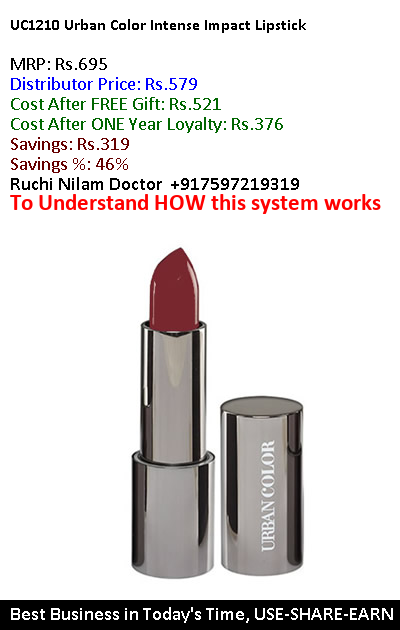 UC1210 Urban Color Intense Impact Lipstick
MRP: Rs.695
Distributor Price: Rs.579
Cost After FREE Gift: Rs.521
Cost After ONE Year Loyalty: Rs.376
Savings: Rs.319
Savings %: 46%
Ruchi Nilam Doctor +917597219319
To Understand HOW this system works
URBAN COLOR
Best Business in Today's Time, USE-SHARE-EARN